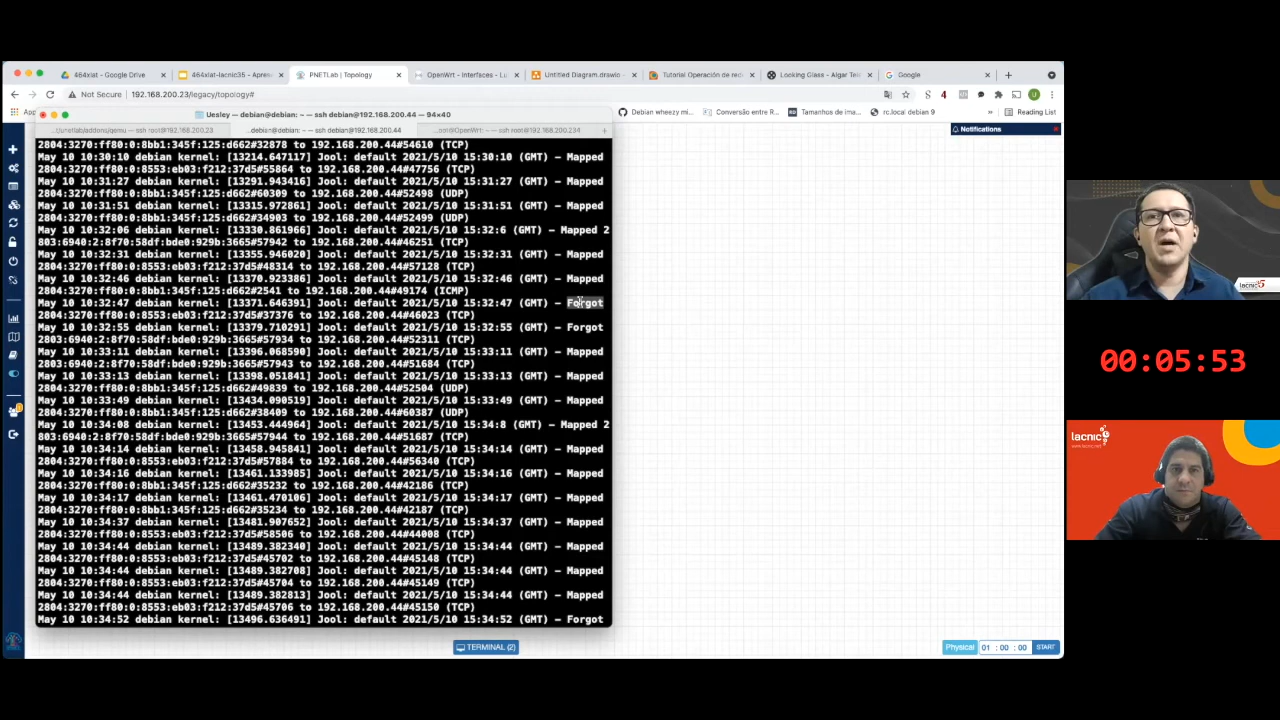 464xlat - Google Drive
464xlat-lacnic35 - Apren
PNETLab | Topology
OpenWrt - Interfaces - Lu
Untitled Diagram.drawio
Tutorial Operación de red
Looking Glass - Algar Tel
Google
Not Secure | 192.168.200.23/legacy/topology#
Uesley — debian@debian: ~ — ssh debian@192.168.200.44 — 94×40
Debian wheezy mi...
Conversão entre R...
Tamanhos de ima...
rc.local debian 9
»
Reading List
...t/unetlab/addons/qemu — ssh root@192.168.200.23
...debian@debian: ~ — ssh debian@192.168.200.44
...oot@OpenWrt: ~ — ssh root@192.168.200.234
Notifications
2804:3270:ff80:0:8bb1:345f:125:d662#54616 to 192.168.200.44#54610 (TCP)
May 10 10:30:10 debian kernel: [13214.647117] Jool: default 2021/5/10 15:30:10 (GMT) - Mapped
2804:3270:ff80:0:8553:eb03:f212:37d5#55864 to 192.168.200.44#47756 (TCP)
May 10 10:31:27 debian kernel: [13291.943416] Jool: default 2021/5/10 15:31:27 (GMT) - Mapped
2804:3270:ff80:0:8bb1:345f:125:d662#60309 to 192.168.200.44#52498 (UDP)
May 10 10:31:51 debian kernel: [13315.972861] Jool: default 2021/5/10 15:31:51 (GMT) - Mapped
2804:3270:ff80:0:8bb1:345f:125:d662#34903 to 192.168.200.44#52499 (UDP)
May 10 10:32:06 debian kernel: [13330.861966] Jool: default 2021/5/10 15:32:6 (GMT) - Mapped 2
803:6940:2:8f70:58df:bde0:929b:3665#57942 to 192.168.200.44#46251 (TCP)
May 10 10:32:31 debian kernel: [13355.946020] Jool: default 2021/5/10 15:32:31 (GMT) - Mapped
2804:3270:ff80:0:8553:eb03:f212:37d5#48314 to 192.168.200.44#57128 (TCP)
May 10 10:32:46 debian kernel: [13370.923386] Jool: default 2021/5/10 15:32:46 (GMT) - Mapped
2804:3270:ff80:0:8bb1:345f:125:d662#2541 to 192.168.200.44#49174 (ICMP)
May 10 10:32:47 debian kernel: [13371.646391] Jool: default 2021/5/10 15:32:47 (GMT) - Forgot
2804:3270:ff80:0:8553:eb03:f212:37d5#37376 to 192.168.200.44#46023 (TCP)
May 10 10:32:55 debian kernel: [13379.710291] Jool: default 2021/5/10 15:32:55 (GMT) - Forgot
2803:6940:2:8f70:58df:bde0:929b:3665#57934 to 192.168.200.44#52311 (TCP)
May 10 10:33:11 debian kernel: [13396.068590] Jool: default 2021/5/10 15:33:11 (GMT) - Mapped
2803:6940:2:8f70:58df:bde0:929b:3665#57943 to 192.168.200.44#51684 (TCP)
May 10 10:33:13 debian kernel: [13398.051841] Jool: default 2021/5/10 15:33:13 (GMT) - Mapped
2804:3270:ff80:0:8bb1:345f:125:d662#49839 to 192.168.200.44#52504 (UDP)
May 10 10:33:49 debian kernel: [13434.090519] Jool: default 2021/5/10 15:33:49 (GMT) - Mapped
2804:3270:ff80:0:8bb1:345f:125:d662#38409 to 192.168.200.44#60387 (UDP)
May 10 10:34:08 debian kernel: [13453.444964] Jool: default 2021/5/10 15:34:8 (GMT) - Mapped 2
803:6940:2:8f70:58df:bde0:929b:3665#57944 to 192.168.200.44#51687 (TCP)
May 10 10:34:14 debian kernel: [13458.945841] Jool: default 2021/5/10 15:34:14 (GMT) - Mapped
2804:3270:ff80:0:8553:eb03:f212:37d5#57884 to 192.168.200.44#56340 (TCP)
May 10 10:34:16 debian kernel: [13461.133985] Jool: default 2021/5/10 15:34:16 (GMT) - Mapped
2804:3270:ff80:0:8553:eb03:f212:37d5#35232 to 192.168.200.44#42186 (TCP)
May 10 10:34:17 debian kernel: [13461.470106] Jool: default 2021/5/10 15:34:17 (GMT) - Mapped
2804:3270:ff80:0:8553:eb03:f212:37d5#35234 to 192.168.200.44#42187 (TCP)
May 10 10:34:37 debian kernel: [13481.907652] Jool: default 2021/5/10 15:34:37 (GMT) - Mapped
2804:3270:ff80:0:8553:eb03:f212:37d5#58506 to 192.168.200.44#44008 (TCP)
May 10 10:34:44 debian kernel: [13489.382340] Jool: default 2021/5/10 15:34:44 (GMT) - Mapped
2804:3270:ff80:0:8553:eb03:f212:37d5#45702 to 192.168.200.44#45148 (TCP)
May 10 10:34:44 debian kernel: [13489.382708] Jool: default 2021/5/10 15:34:44 (GMT) - Mapped
2804:3270:ff80:0:8553:eb03:f212:37d5#45704 to 192.168.200.44#45149 (TCP)
May 10 10:34:44 debian kernel: [13489.382813] Jool: default 2021/5/10 15:34:44 (GMT) - Mapped
2804:3270:ff80:0:8553:eb03:f212:37d5#45706 to 192.168.200.44#45150 (TCP)
May 10 10:34:52 debian kernel: [13496.636491] Jool: default 2021/5/10 15:34:52 (GMT) - Forgot
TERMINAL (2)
Physical 01 : 00 : 00 START
lacnic 35
00:05:53
lacnic